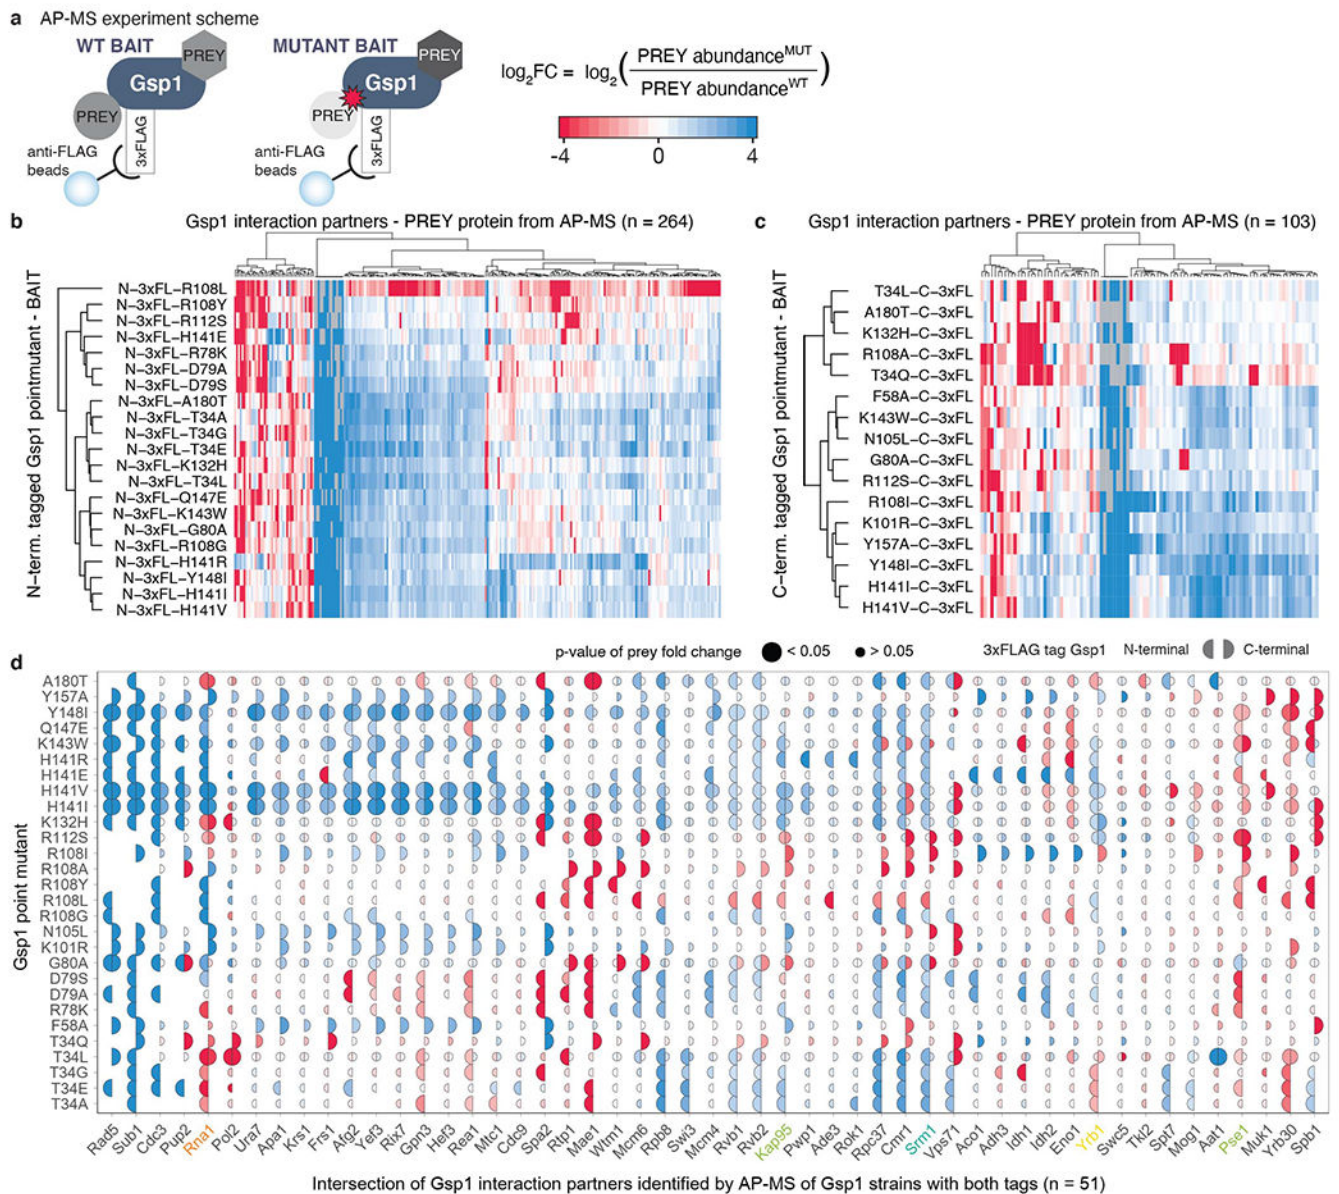 a AP-MS experiment scheme
WT BAIT
MUTANT BAIT
PREY
PREY
Gsp1
Gsp1
PREY
PREY
3xFLAG
3xFLAG
anti-FLAG
beads
anti-FLAG
beads
log2FC = log2( PREY abundanceMUT
PREY abundanceWT )
-4 0 4
b Gsp1 interaction partners - PREY protein from AP-MS (n = 264)
N-term. tagged Gsp1 pointmutant - BAIT
N-3xFL-R108L
N-3xFL-R108Y
N-3xFL-R112S
N-3xFL-H141E
N-3xFL-R78K
N-3xFL-D79A
N-3xFL-D79S
N-3xFL-A180T
N-3xFL-T34A
N-3xFL-T34G
N-3xFL-T34E
N-3xFL-K132H
N-3xFL-T34L
N-3xFL-Q147E
N-3xFL-K143W
N-3xFL-G80A
N-3xFL-R108G
N-3xFL-H141R
N-3xFL-Y148I
N-3xFL-H141I
N-3xFL-H141V
c Gsp1 interaction partners - PREY protein from AP-MS (n = 103)
C-term. tagged Gsp1 pointmutant - BAIT
T34L-C-3xFL
A180T-C-3xFL
K132H-C-3xFL
R108A-C-3xFL
T34Q-C-3xFL
F58A-C-3xFL
K143W-C-3xFL
N105L-C-3xFL
G80A-C-3xFL
R112S-C-3xFL
R108I-C-3xFL
K101R-C-3xFL
Y157A-C-3xFL
Y148I-C-3xFL
H141I-C-3xFL
H141V-C-3xFL
d p-value of prey fold change < 0.05 > 0.05 3xFLAG tag Gsp1 N-terminal C-terminal
Gsp1 point mutant
A180T
Y157A
Y148I
Q147E
K143W
H141R
H141E
H141V
H141I
K132H
R112S
R108I
R108A
R108Y
R108L
R108G
N105L
K101R
G80A
D79S
D79A
R78K
F58A
T34Q
T34L
T34G
T34E
T34A
Rad5 Sub1 Cdc3 Pup2 Rna1 Pol2 Ura7 Apa1 Krs1 Frs1 Afg2 Yef3 Rix7 Gpn3 Hef3 Rea1 Mtc1 Cdc9 Spa2 Rtp1 Mae1 Wtm1 Mcm6 Rpb8 Swi3 Mcm4 Rvb1 Rvb2 Kap95 Pwp1 Ade3 Rok1 Rpc37 Cmr1 Srm1 Vps71 Aco1 Adh3 Idh1 Idh2 Eno1 Yrb1 Swc5 Tkl2 Spt7 Mog1 Aat1 Pse1 Muk1 Yrb30 Spb1
Intersection of Gsp1 interaction partners identified by AP-MS of Gsp1 strains with both tags (n = 51)